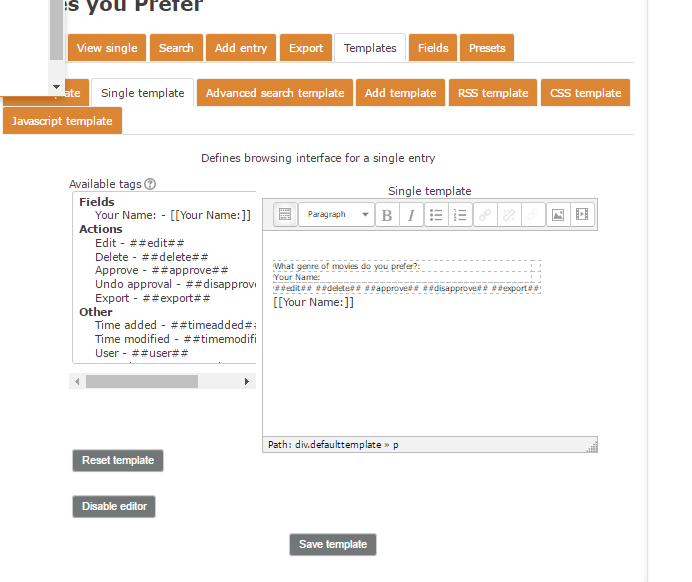 es you Prefer
View single Search Add entry Export Templates Fields Presets
Single template Advanced search template Add template RSS template CSS template
Javascript template
Defines browsing interface for a single entry
Available tags
Single template
Fields
Your Name: - [[Your Name:]]
Paragraph B I
Actions
Edit - ##edit##
Delete - ##delete##
Approve - ##approve##
Undo approval - ##disapprove
Export - ##export##
Other
Time added - ##timeadded##
Time modified - ##timemodifi
User - ##user##
What genre of movies do you prefer?:
Your Name:
##edit## ##delete## ##approve## ##disapprove## ##export##
[[Your Name:]]
Path: div.defaulttemplate » p
Reset template
Disable editor
Save template